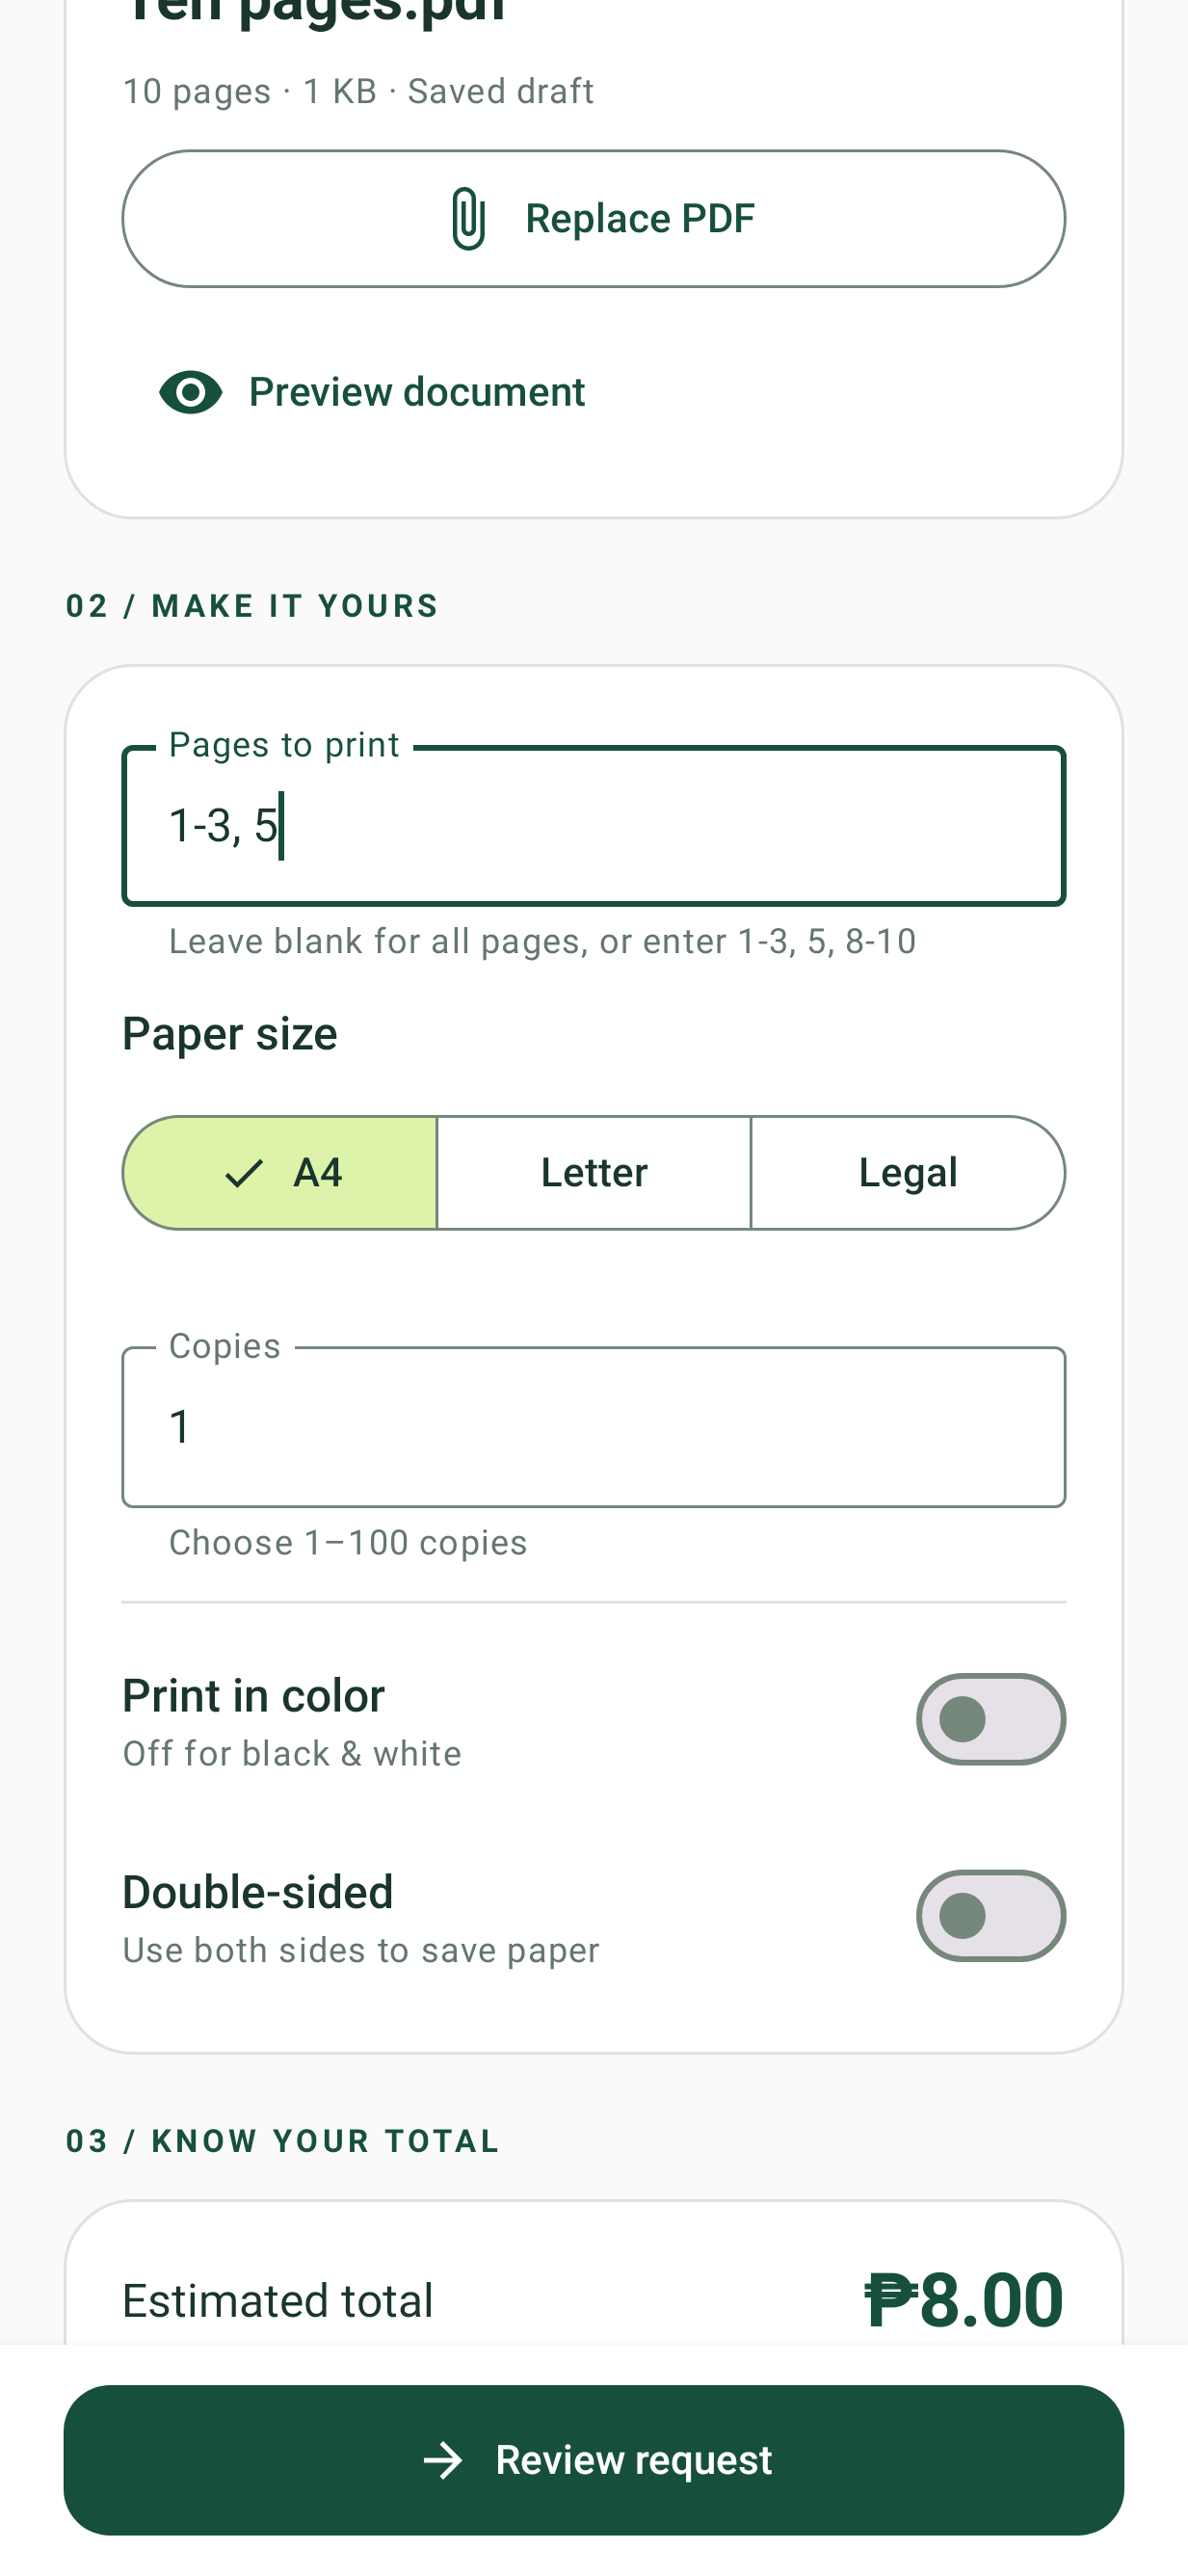 Ten pages.pdf
10 pages · 1 KB · Saved draft
Replace PDF
Preview document
02 / MAKE IT YOURS
Pages to print
1-3, 5
Leave blank for all pages, or enter 1-3, 5, 8-10
Paper size
A4
Letter
Legal
Copies
1
Choose 1–100 copies
Print in color
Off for black & white
Double-sided
Use both sides to save paper
03 / KNOW YOUR TOTAL
Estimated total
₱8.00
Review request